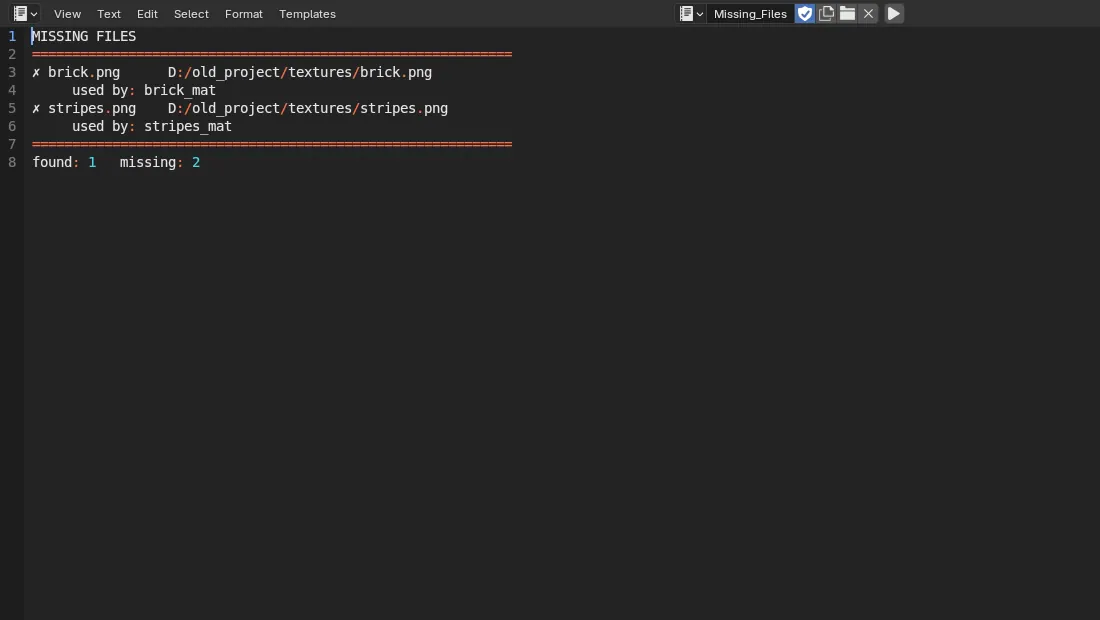 View Text Edit Select Format Templates Missing_Files
1 MISSING FILES
2 ============================================================
3 ✗ brick.png      D:/old_project/textures/brick.png
4      used by: brick_mat
5 ✗ stripes.png    D:/old_project/textures/stripes.png
6      used by: stripes_mat
7 ============================================================
8 found: 1   missing: 2